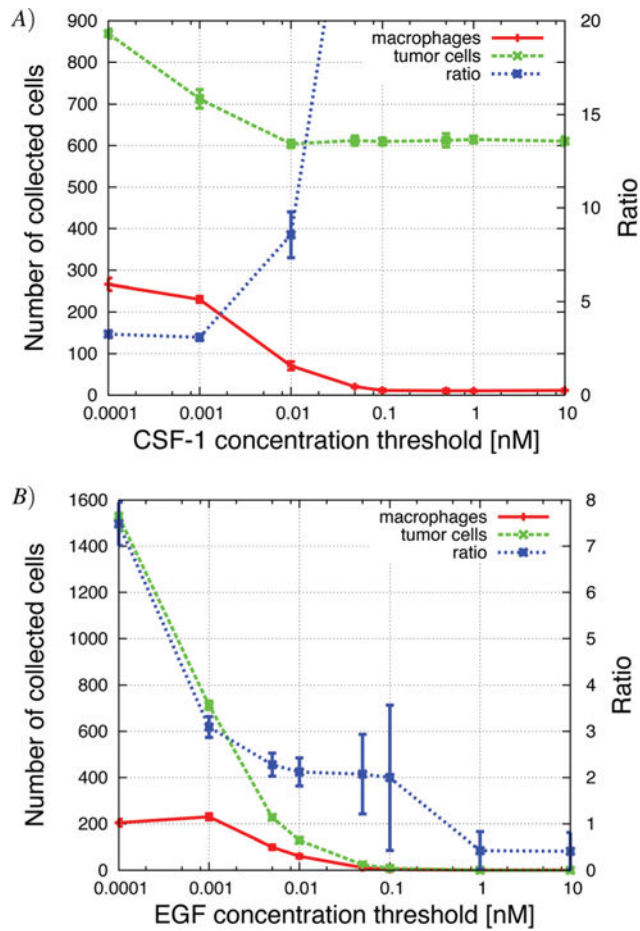 A)
900
800
700
600
500
400
300
200
100
0
Number of collected cells
macrophages
tumor cells
ratio
20
15
10
5
0
Ratio
0.0001 0.001 0.01 0.1 1 10
CSF-1 concentration threshold [nM]
B)
1600
1400
1200
1000
800
600
400
200
0
Number of collected cells
macrophages
tumor cells
ratio
8
7
6
5
4
3
2
1
0
Ratio
0.0001 0.001 0.01 0.1 1 10
EGF concentration threshold [nM]